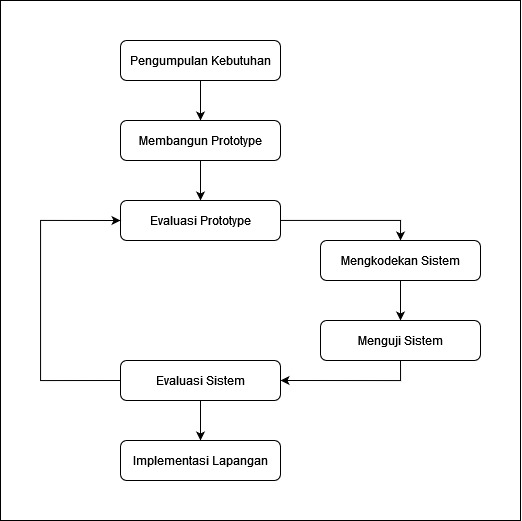 Pengumpulan Kebutuhan
Membangun Prototype
Evaluasi Prototype
Mengkodekan Sistem
Menguji Sistem
Evaluasi Sistem
Implementasi Lapangan